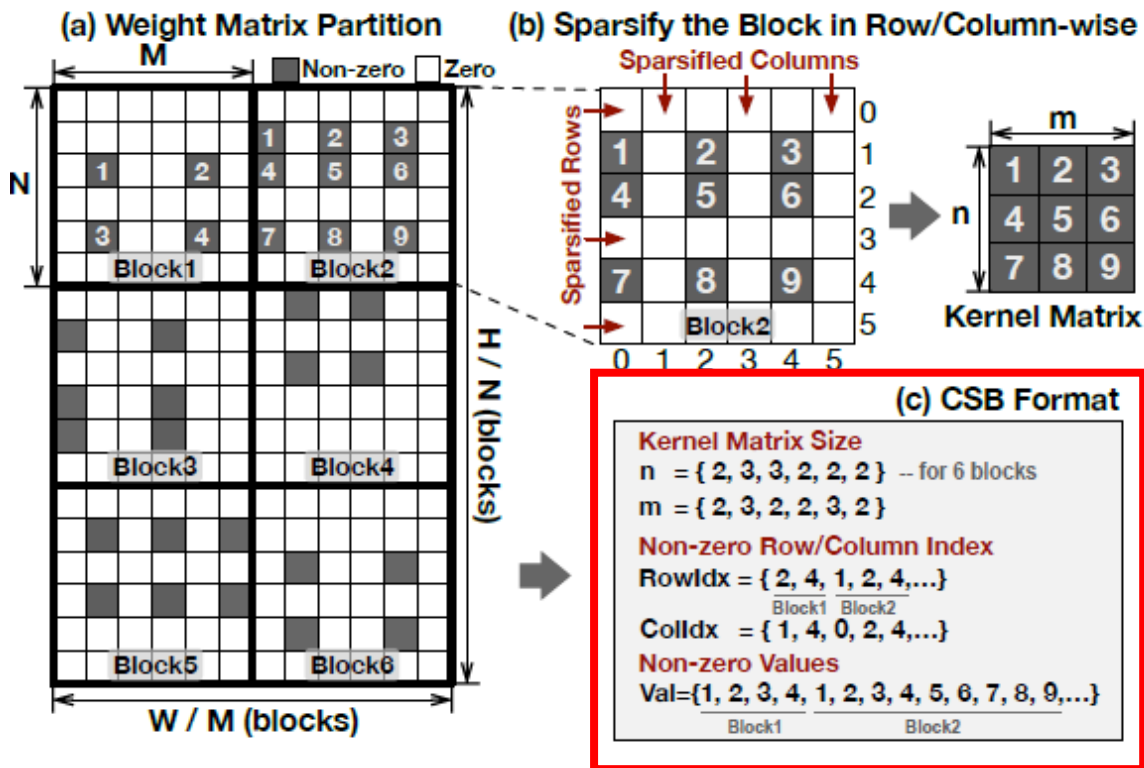 (a) Weight Matrix Partition
M
Non-zero Zero
N
1 2 3
1 2 4 5 6
3 4 7 8 9
Block1 Block2
Block3 Block4
Block5 Block6
H / N (blocks)
W / M (blocks)
(b) Sparsify the Block in Row/Column-wise
Sparsified Columns
Sparsified Rows
0
1 2 3 1
4 5 6 2
3
7 8 9 4
Block2 5
0 1 2 3 4 5
m
n
1 2 3
4 5 6
7 8 9
Kernel Matrix
(c) CSB Format
Kernel Matrix Size
n = { 2, 3, 3, 2, 2, 2 } -- for 6 blocks
m = { 2, 3, 2, 2, 3, 2 }
Non-zero Row/Column Index
RowIdx = { 2, 4, 1, 2, 4,...}
Block1 Block2
ColIdx = { 1, 4, 0, 2, 4,...}
Non-zero Values
Val={1, 2, 3, 4, 1, 2, 3, 4, 5, 6, 7, 8, 9,...}
Block1 Block2